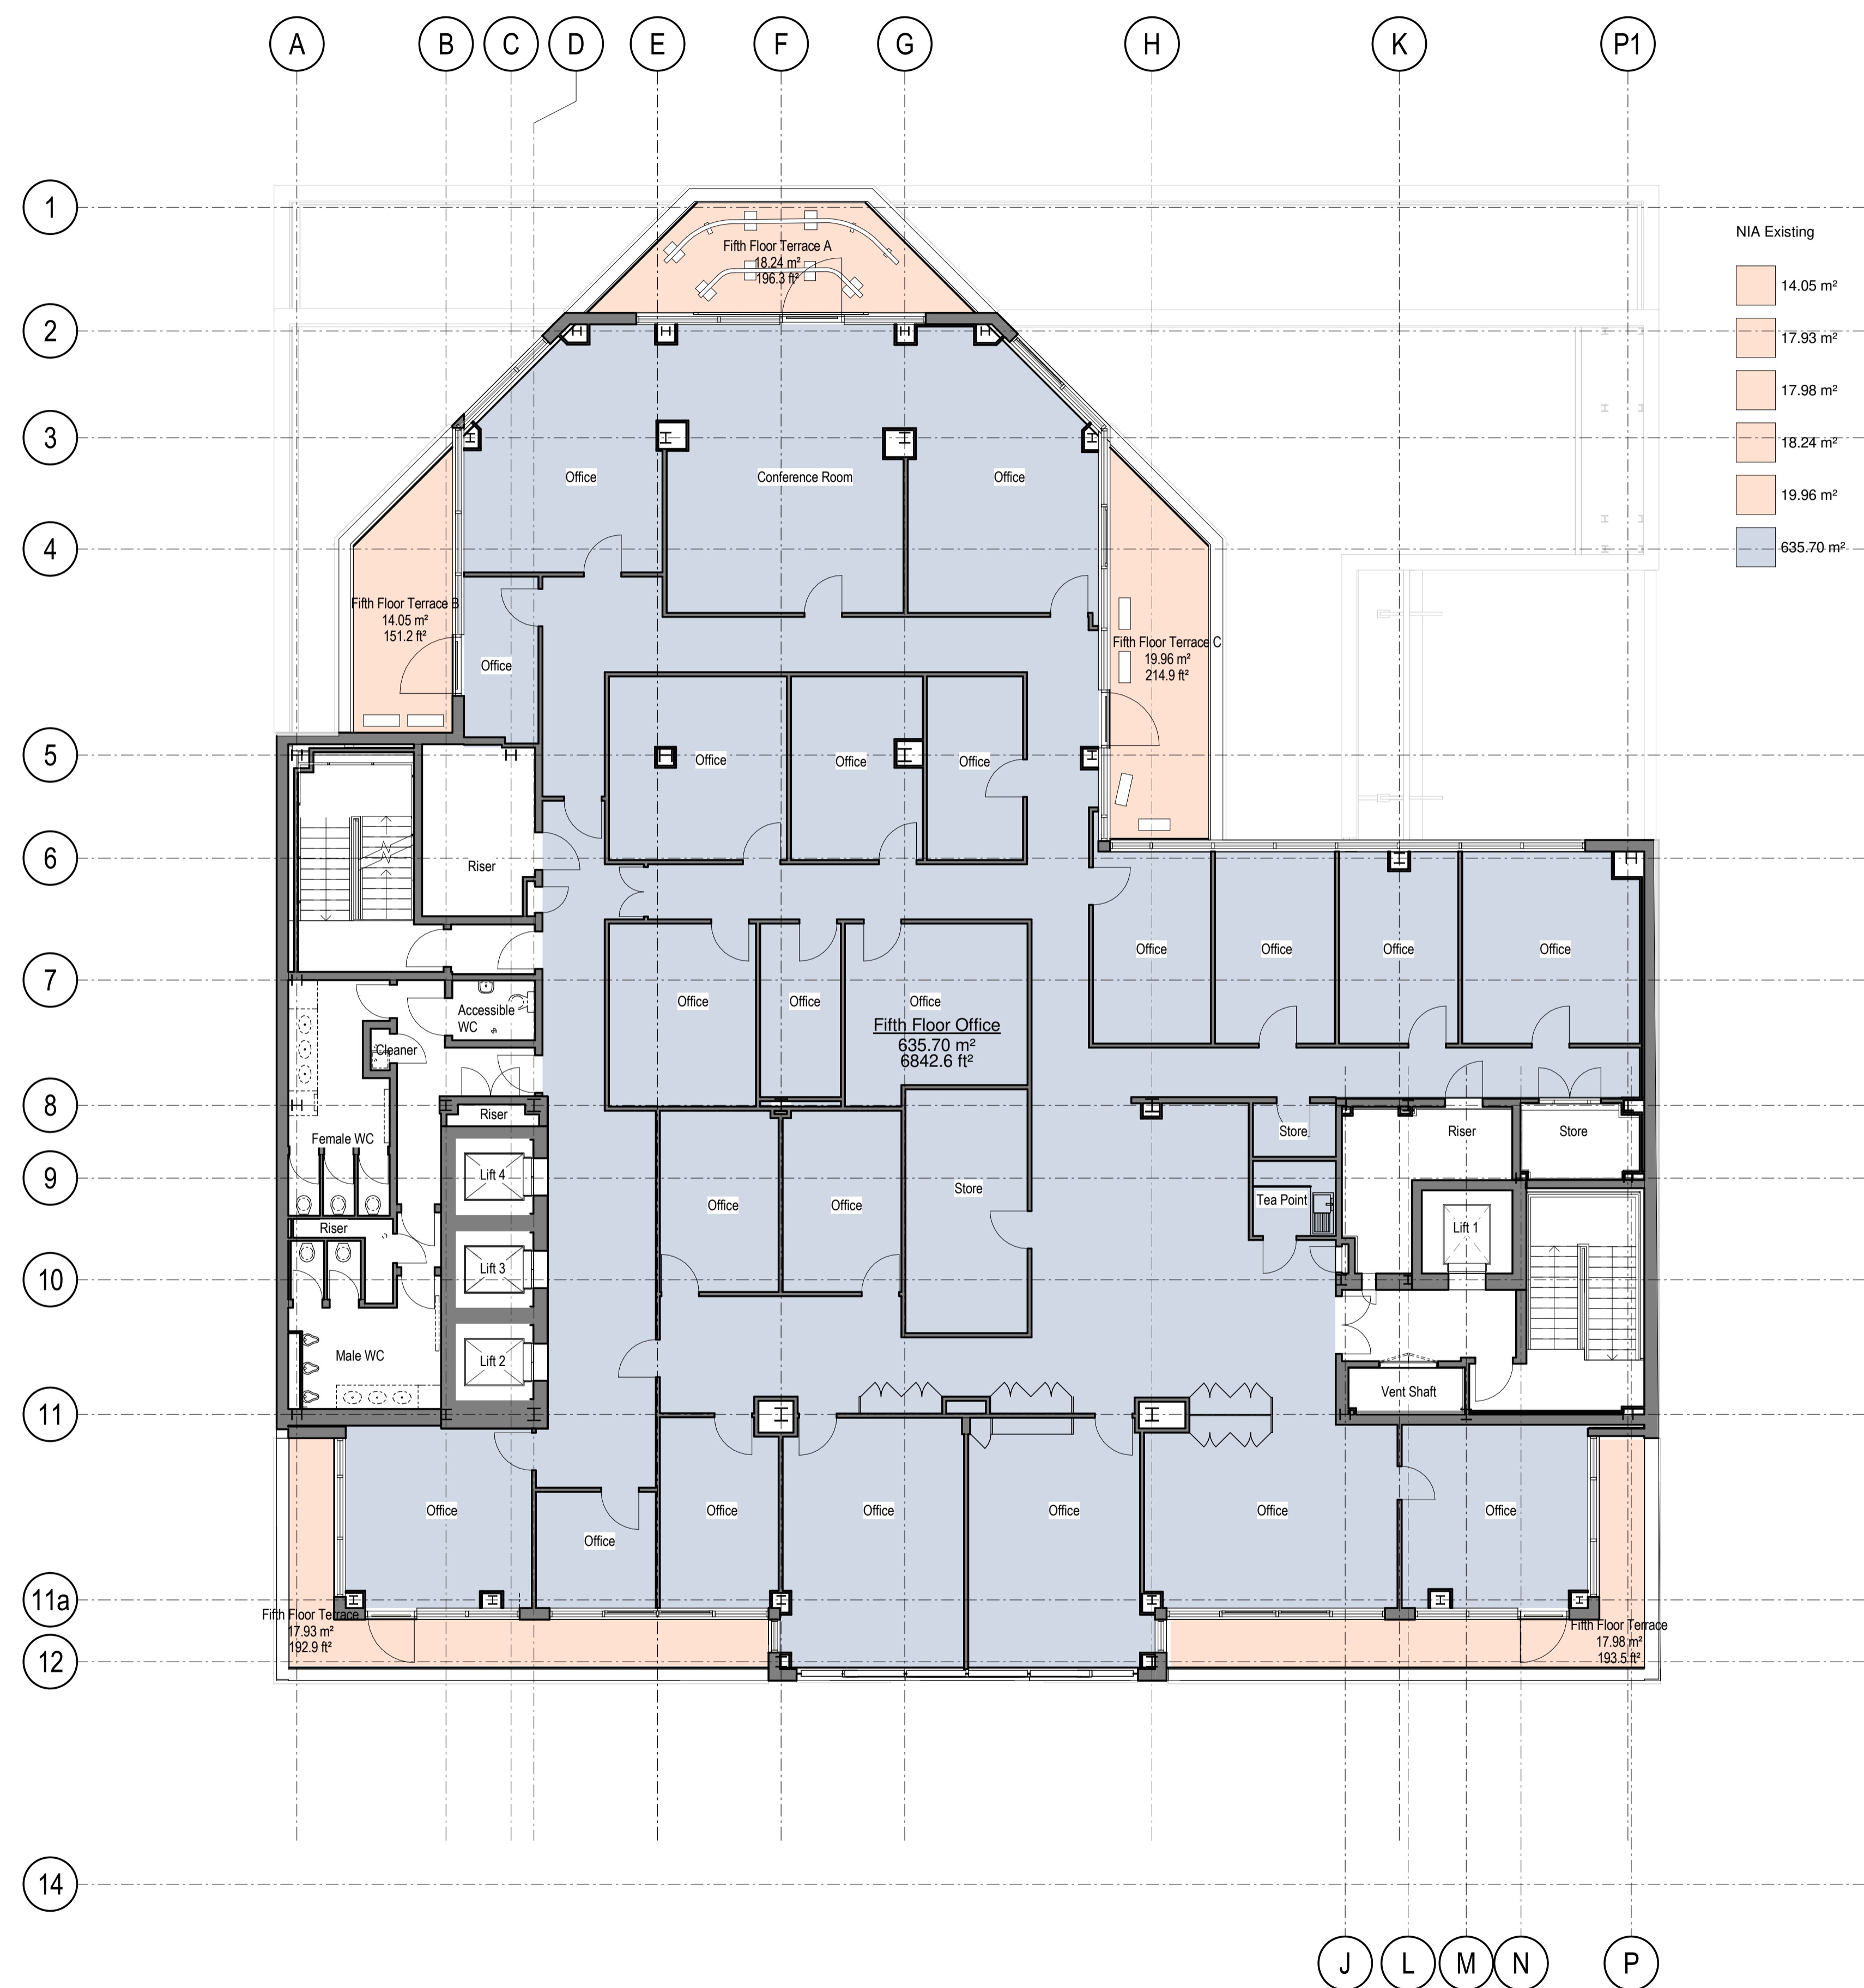 A
B
C
D
E
F
G
H
K
P1
1
2
3
4
5
6
7
8
9
10
11
11a
12
14
NIA Existing
14.05 m²
17.93 m²
17.98 m²
18.24 m²
19.96 m²
635.70 m²
Fifth Floor Terrace A
18.24 m²
196.3 ft²
Office
Conference Room
Office
Fifth Floor Terrace B
14.05 m²
151.2 ft²
Office
Fifth Floor Terrace C
19.96 m²
214.9 ft²
Office
Office
Office
Riser
Office
Office
Office
Office
Office
Office
Office
Fifth Floor Office
635.70 m²
6842.6 ft²
Accessible
WC
Cleaner
Riser
Female WC
Lift 4
Riser
Lift 3
Lift 2
Male WC
Office
Office
Store
Store
Tea Point
Riser
Store
Lift 1
Vent Shaft
Office
Office
Office
Office
Office
Office
Office
Fifth Floor Terrace
17.93 m²
192.9 ft²
Fifth Floor Terrace
17.98 m²
193.5 ft²
J
L
M
N
P